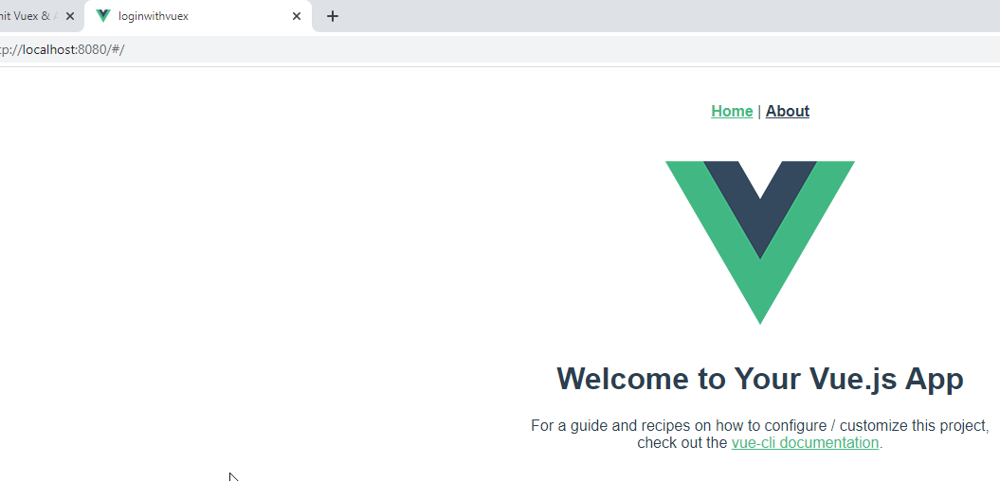 nit Vuex &
loginwithvuex
tp://localhost:8080/#/
Home | About
Welcome to Your Vue.js App
For a guide and recipes on how to configure / customize this project,
check out the vue-cli documentation.